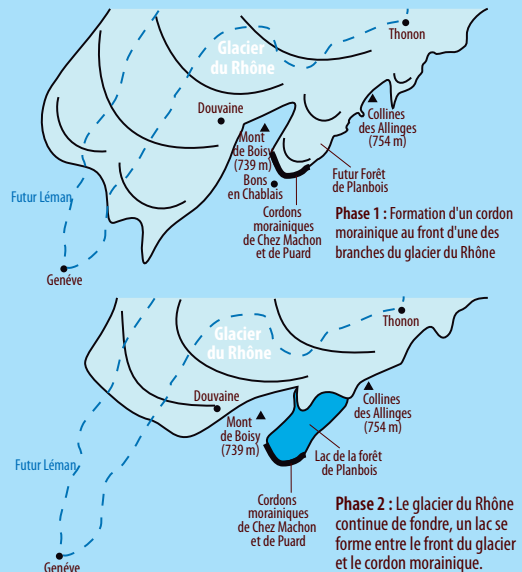 Thonon
Glacier
du Rhône
Douvaine
Collines
des Allinges
(754 m)
Mont
de Boisy
(739 m)
Bons
en Chablais
Futur Forêt
de Planbois
Futur Léman
Cordons
morainiques
de Chez Machon
et de Puard
Phase 1 : Formation d'un cordon
morainique au front d'une des
branches du glacier du Rhône
Genéve
Thonon
Glacier
du Rhône
Douvaine
Collines
des Allinges
(754 m)
Mont
de Boisy
(739 m)
Lac de la forêt
de Planbois
Futur Léman
Cordons
morainiques
de Chez Machon
et de Puard
Phase 2 : Le glacier du Rhône
continue de fondre, un lac se
forme entre le front du glacier
et le cordon morainique.
Genéve